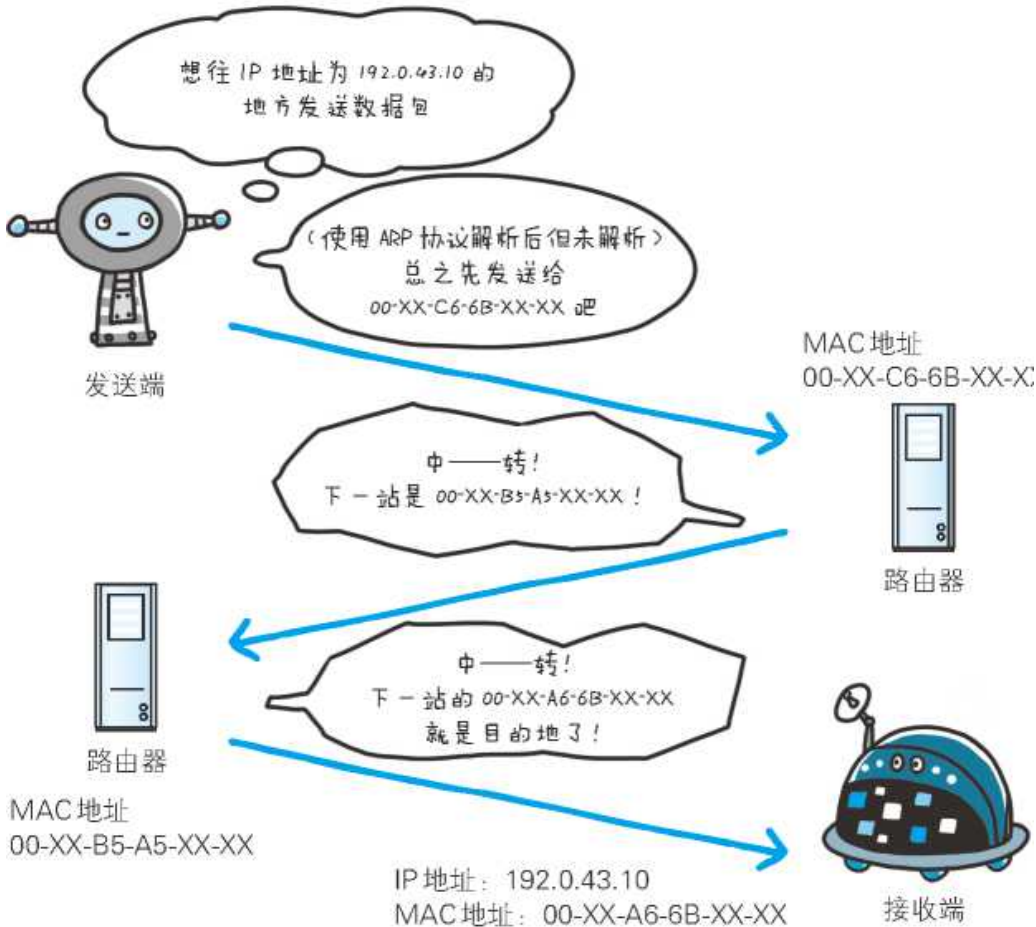 想往 IP 地址为 192.0.43.10 的
地方发送数据包
(使用 ARP 协议解析后但未解析)
总之先发送给
00-XX-C6-6B-XX-XX 吧
发送端
MAC 地址
00-XX-C6-6B-XX-XX
中——转!
下一站是 00-XX-B5-A5-XX-XX !
路由器
中——转!
下一站的 00-XX-A6-6B-XX-XX
就是目的地了!
路由器
MAC 地址
00-XX-B5-A5-XX-XX
IP 地址: 192.0.43.10
MAC 地址: 00-XX-A6-6B-XX-XX
接收端